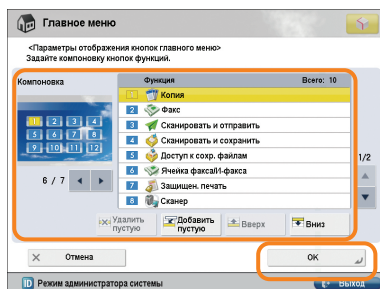 Главное меню
<Параметры отображения кнопок главного меню>
Задайте компоновку кнопок функций.
Компоновка
Функция Всего: 10
1 Копия
2 Факс
3 Сканировать и отправить
4 Сканировать и сохранить
5 Доступ к сохр. файлам
6 Ячейка факса/И-факса
7 Защищен. печать
8 Сканер
1 2 3 4
5 6 7 8
9 10 11 12
6 / 7
1/2
Удалить пустую
Добавить пустую
Вверх
Вниз
Отмена
OK
ID Режим администратора системы
Выход